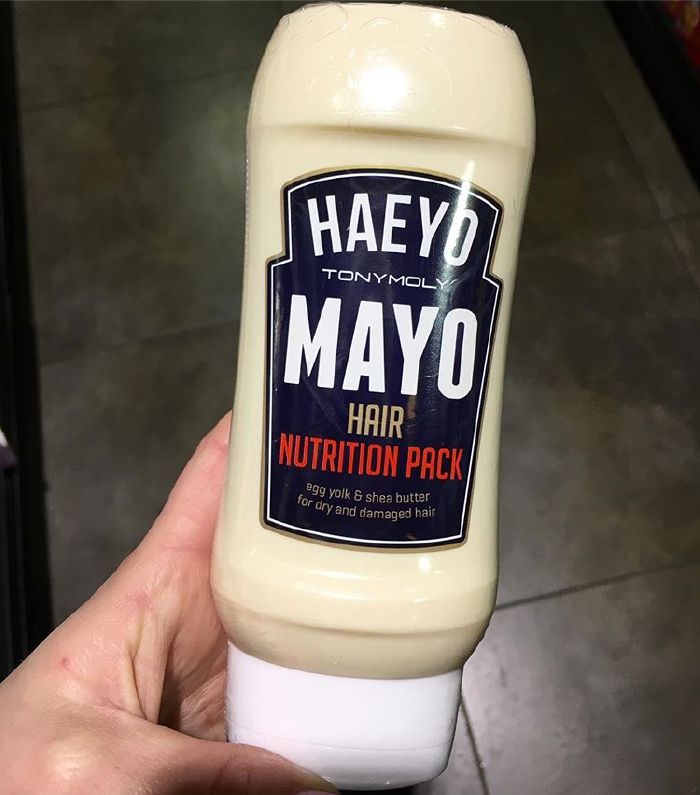 HAEYO
TONYMOLY
MAYO
HAIR
NUTRITION PACK
egg yolk & shea butter
for dry and damaged hair